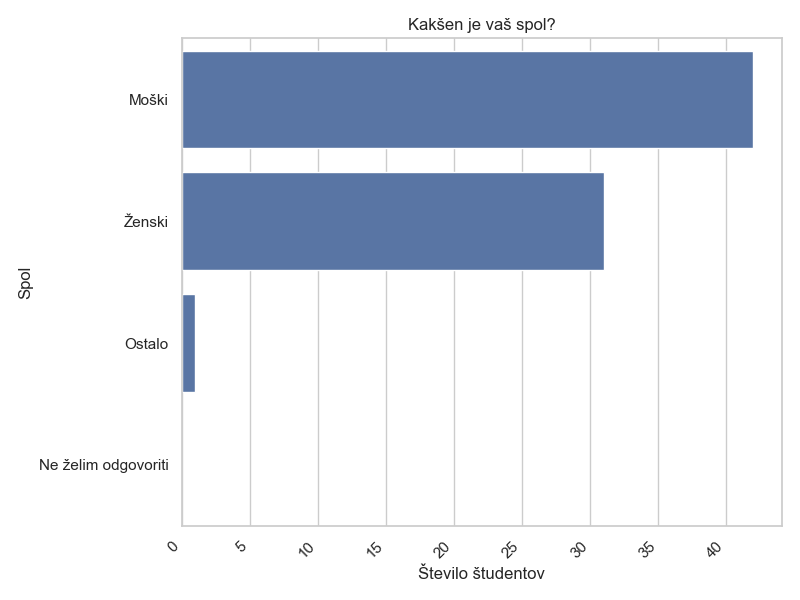 Kakšen je vaš spol?
Moški
Ženski
Ostalo
Ne želim odgovoriti
Spol
0
5
10
15
20
25
30
35
40
Število študentov